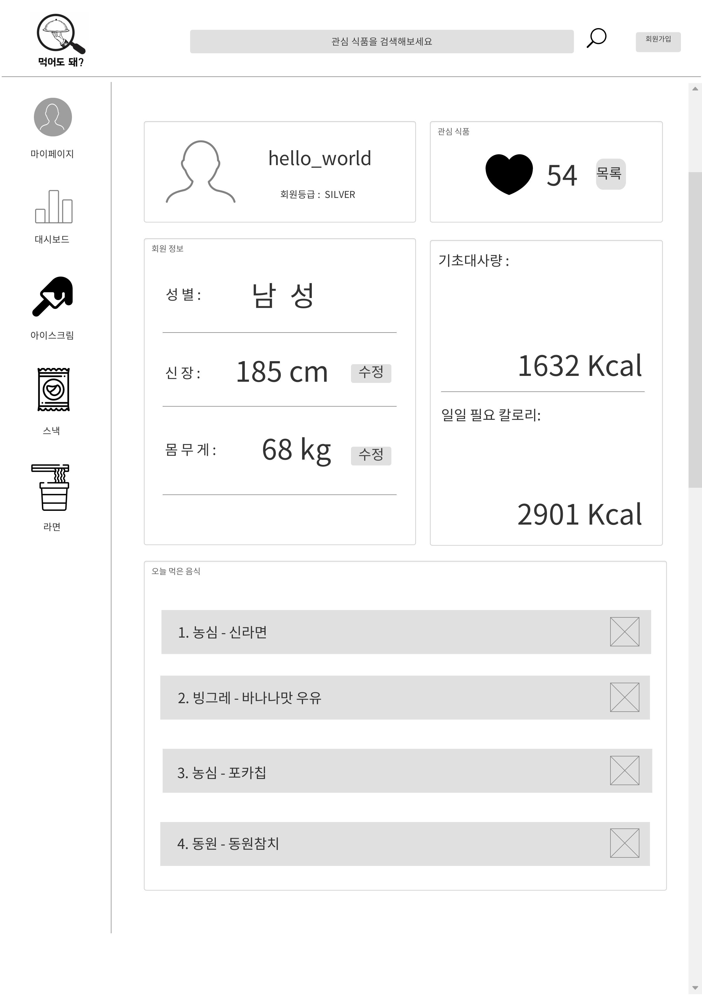 먹어도 돼?
관심 식품을 검색해보세요
회원가입
마이페이지
대시보드
아이스크림
스낵
라면
hello_world
회원등급 : SILVER
관심 식품
54
목록
회원 정보
성 별 :
남 성
신 장 :
185 cm
수정
몸 무 게 :
68 kg
수정
기초대사량 :
1632 Kcal
일일 필요 칼로리:
2901 Kcal
오늘 먹은 음식
1. 농심 - 신라면
2. 빙그레 - 바나나맛 우유
3. 농심 - 포카칩
4. 동원 - 동원참치